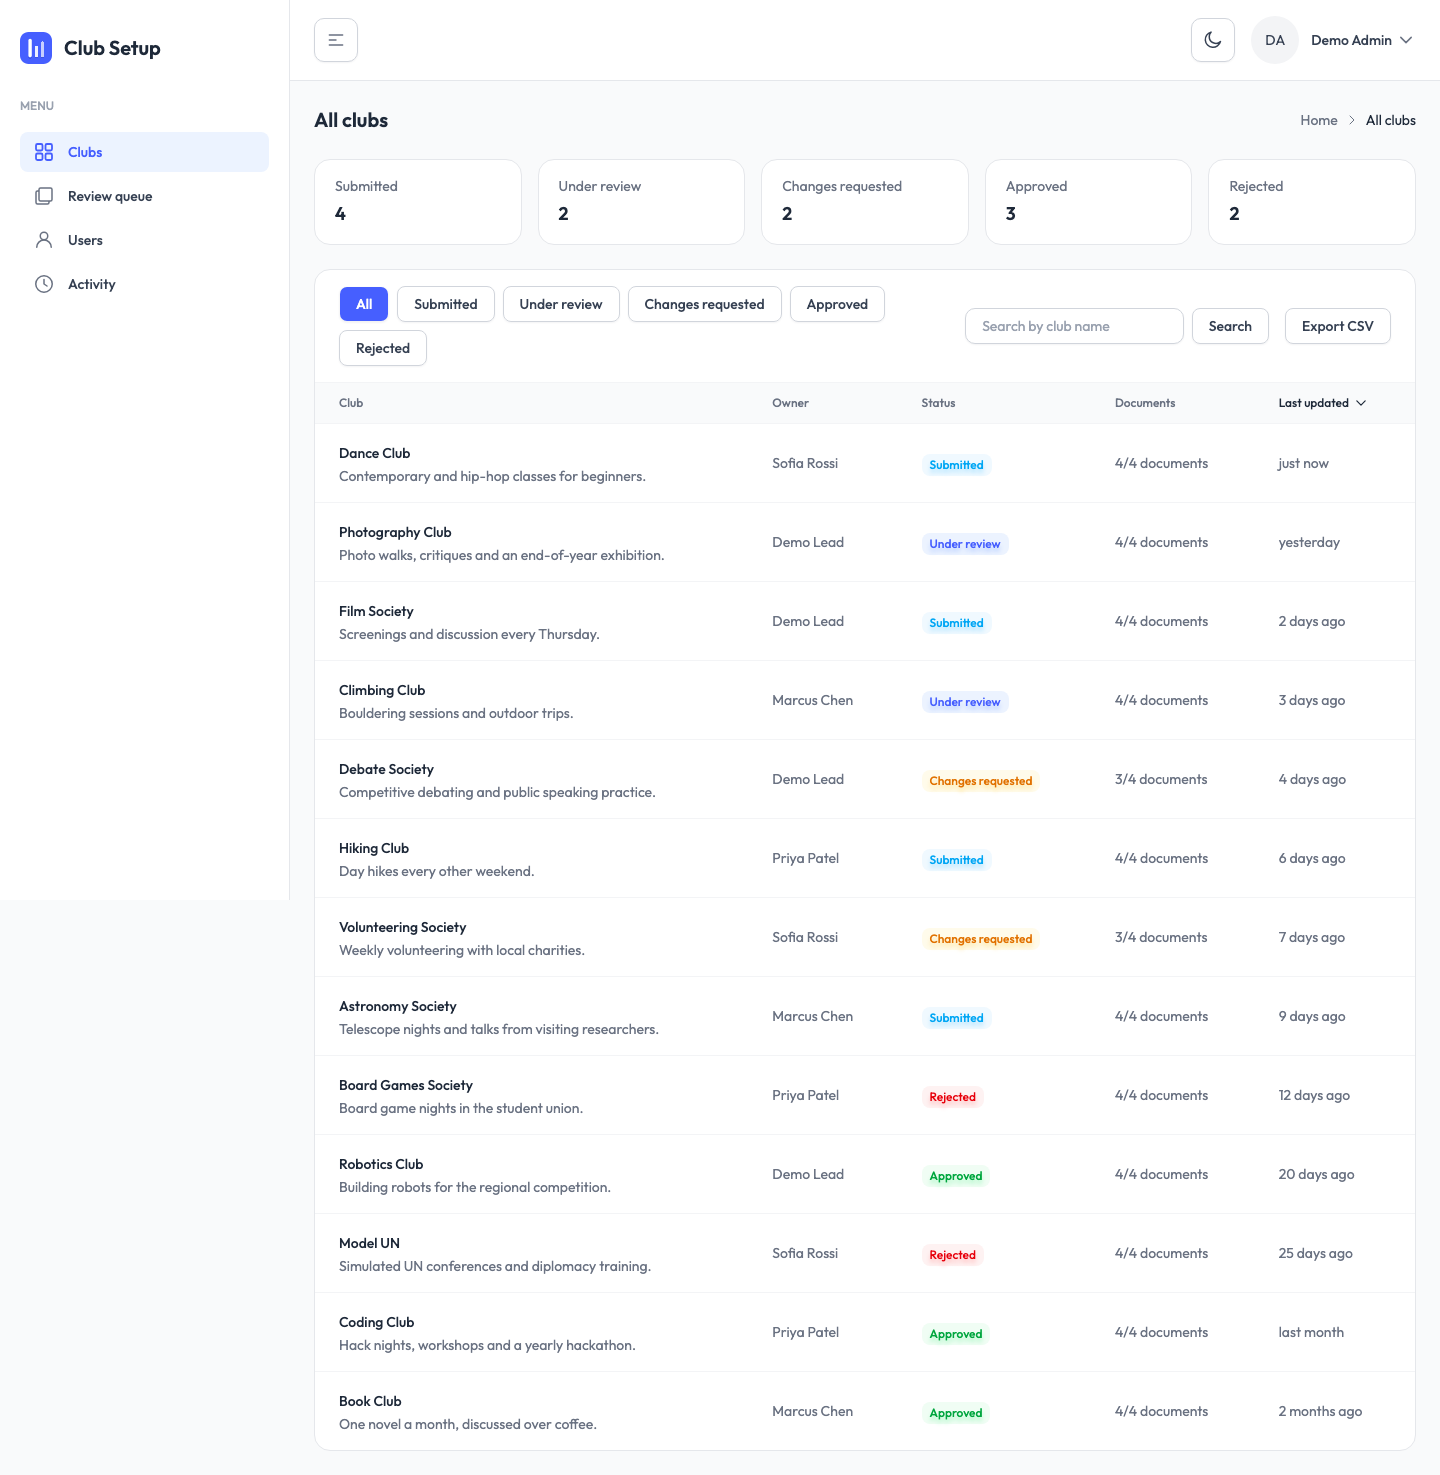 Club Setup
MENU
Clubs
Review queue
Users
Activity
DA
Demo Admin
All clubs
Home > All clubs
Submitted
4
Under review
2
Changes requested
2
Approved
3
Rejected
2
All
Submitted
Under review
Changes requested
Approved
Rejected
Search by club name
Search
Export CSV
Club Owner Status Documents Last updated
Dance Club
Contemporary and hip-hop classes for beginners.
Sofia Rossi Submitted 4/4 documents just now
Photography Club
Photo walks, critiques and an end-of-year exhibition.
Demo Lead Under review 4/4 documents yesterday
Film Society
Screenings and discussion every Thursday.
Demo Lead Submitted 4/4 documents 2 days ago
Climbing Club
Bouldering sessions and outdoor trips.
Marcus Chen Under review 4/4 documents 3 days ago
Debate Society
Competitive debating and public speaking practice.
Demo Lead Changes requested 3/4 documents 4 days ago
Hiking Club
Day hikes every other weekend.
Priya Patel Submitted 4/4 documents 6 days ago
Volunteering Society
Weekly volunteering with local charities.
Sofia Rossi Changes requested 3/4 documents 7 days ago
Astronomy Society
Telescope nights and talks from visiting researchers.
Marcus Chen Submitted 4/4 documents 9 days ago
Board Games Society
Board game nights in the student union.
Priya Patel Rejected 4/4 documents 12 days ago
Robotics Club
Building robots for the regional competition.
Demo Lead Approved 4/4 documents 20 days ago
Model UN
Simulated UN conferences and diplomacy training.
Sofia Rossi Rejected 4/4 documents 25 days ago
Coding Club
Hack nights, workshops and a yearly hackathon.
Priya Patel Approved 4/4 documents last month
Book Club
One novel a month, discussed over coffee.
Marcus Chen Approved 4/4 documents 2 months ago